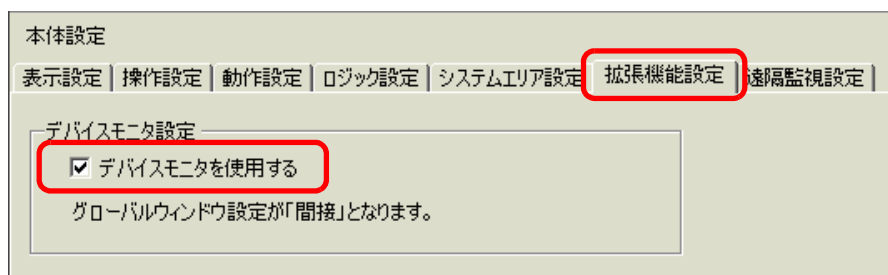 本体設定
表示設定 操作設定 動作設定 ロジック設定 システムエリア設定 拡張機能設定 遠隔監視設定
デバイスモニタ設定
デバイスモニタを使用する
グローバルウィンドウ設定が「間接」となります。